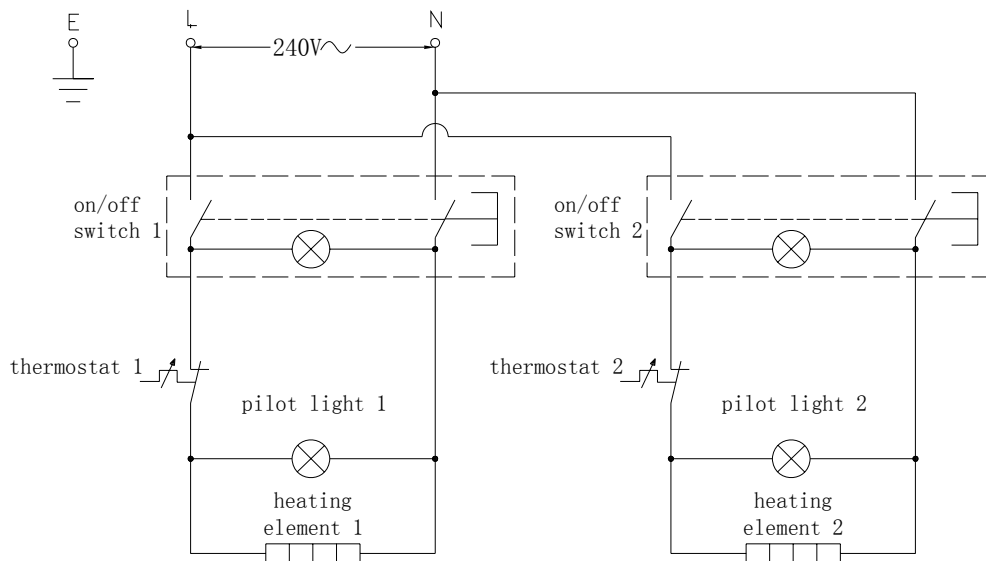 E
L
N
240V
on/off
switch 1
on/off
switch 2
thermostat 1
thermostat 2
pilot light 1
pilot light 2
heating
element 1
heating
element 2